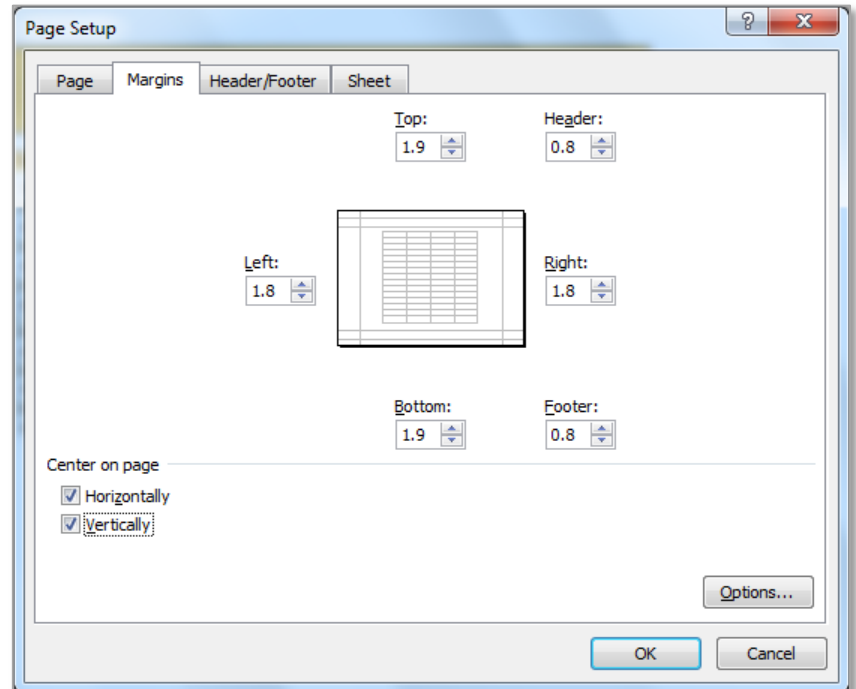 Page Setup
Page Margins Header/Footer Sheet
Top: Header:
1.9 0.8
Left: Right:
1.8 1.8
Bottom: Footer:
1.9 0.8
Center on page
Horizontally
Vertically
Options...
OK Cancel